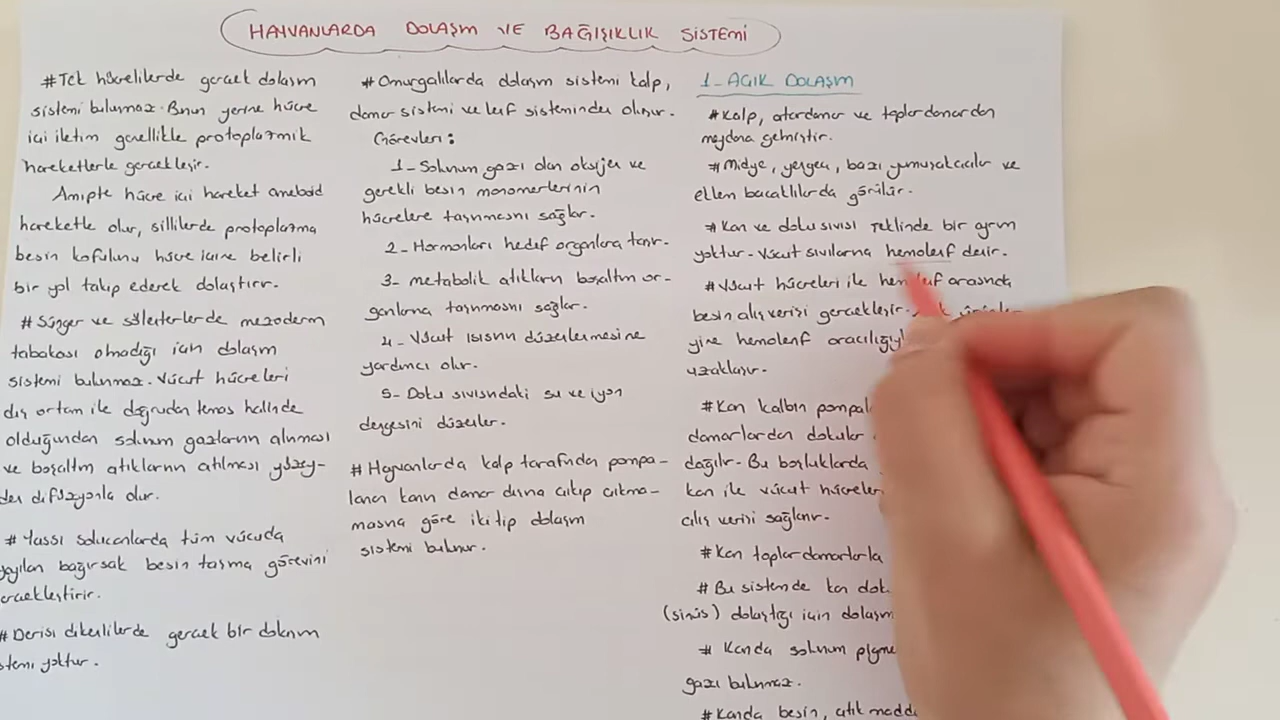 HAYVANLARDA DOLAŞIM VE BAĞIŞIKLIK SİSTEMİ
# Tek hücrelilerde gerçek dolaşım
sistemi bulunmaz. Bunun yerine hücre
içi iletim genellikle protoplazmik
hareketlerle gerçekleşir.
Amipte hücre içi hareket ameboid
hareketle olur, sillilerde protoplazma
besin kofulunu hücre içine belirli
bir yol takip ederek dolaştırır.
# Sünger ve sölenterlerde mezoderm
tabakası olmadığı için dolaşım
sistemi bulunmaz. Vücut hücreleri
dış ortam ile doğrudan temas halinde
olduğundan solunum gazlarının alınması
ve boşaltım atıklarının atılması yüzey-
den difüzyonla olur.
# Yassı solucanlarda tüm vücuda
yayılan bağırsak besin taşıma görevini
gerçekleştirir.
# Derisi dikenlilerde gerçek bir dolaşım
sistemi yoktur.
# Omurgalılarda dolaşım sistemi kalp,
damar sistemi ve lenf sisteminden oluşur.
Görevleri:
1- Solunum gazı olan oksijen ve
gerekli besin monomerlerinin
hücrelere taşınmasını sağlar.
2- Hormonları hedef organlara taşır.
3- metabolik atıkların boşaltım or-
ganlarına taşınmasını sağlar.
4- Vücut ısısının düzenlenmesine
yardımcı olur.
5- Doku sıvısındaki su ve iyon
dengesini düzenler.
# Hayvanlarda kalp tarafından pompa-
lanan kanın damar dışına çıkıp çıkma-
masına göre iki tip dolaşım
sistemi bulunur.
1- AÇIK DOLAŞIM
# Kalp, atardamar ve toplardamardan
meydana gelmiştir.
# Midye, yengeç, bazı yumuşakçalar ve
eklem bacaklılarda görülür.
# Kan ve doku sıvısı şeklinde bir ayrım
yoktur. Vücut sıvılarına hemolenf denir.
# Vücut hücreleri ile hemolenf arasında
besin alış verişi gerçekleşir.
yine hemolenf aracılığıyla
uzaklaşır.
# Kan kalbin
damarlardan dokular
dağılır. Bu boşluklarda
kan ile vücut hücreleri
alış verişi sağlanır.
# Kan toplardamarlarla
# Bu sistemde kan
(sinüs) dolaştığı için dolaşım
# Kanda solunum
gazı bulunmaz.
# Kanda besin, atık